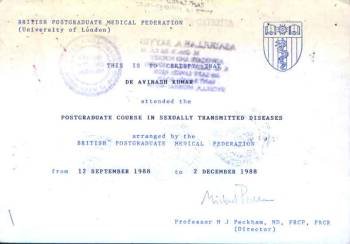 BRITISH POSTGRADUATE MEDICAL FEDERATION
(University of London)
THIS IS TO CERTIFY THAT
DR AVINASH KUMAR
attended the
POSTGRADUATE COURSE IN SEXUALLY TRANSMITTED DISEASES
arranged by the
BRITISH POSTGRADUATE MEDICAL FEDERATION
from 12 SEPTEMBER 1988 to 2 DECEMBER 1988
Professor M J Peckham, MD, FRCP, FRCR
(Director)